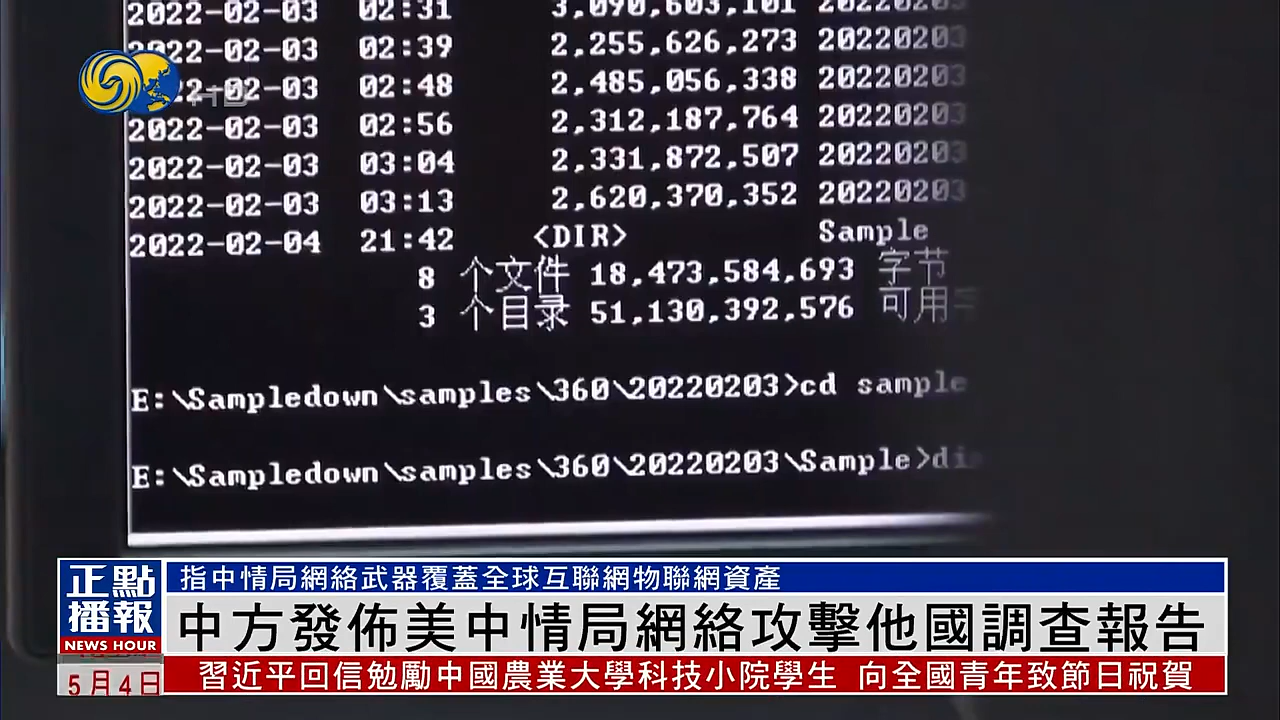 2022-02-03 02:31 3,090,603,101 20220203
2022-02-03 02:39 2,255,626,273 20220203
2022-02-03 02:48 2,485,056,338 20220203
2022-02-03 02:56 2,312,187,764 20220203
2022-02-03 03:04 2,331,872,507 20220203
2022-02-03 03:13 2,620,370,352 20220203
2022-02-04 21:42 <DIR> Sample
8 个文件 18,473,584,693 字节
3 个目录 51,130,392,576 可用
E:\Sampledown\samples\360\20220203>cd sample
E:\Sampledown\samples\360\20220203\Sample>dir
正點播報
NEWS HOUR
5月4日
指中情局網絡武器覆蓋全球互聯網物聯網資產
中方發佈美中情局網絡攻擊他國調查報告
習近平回信勉勵中國農業大學科技小院學生 向全國青年致節日祝賀